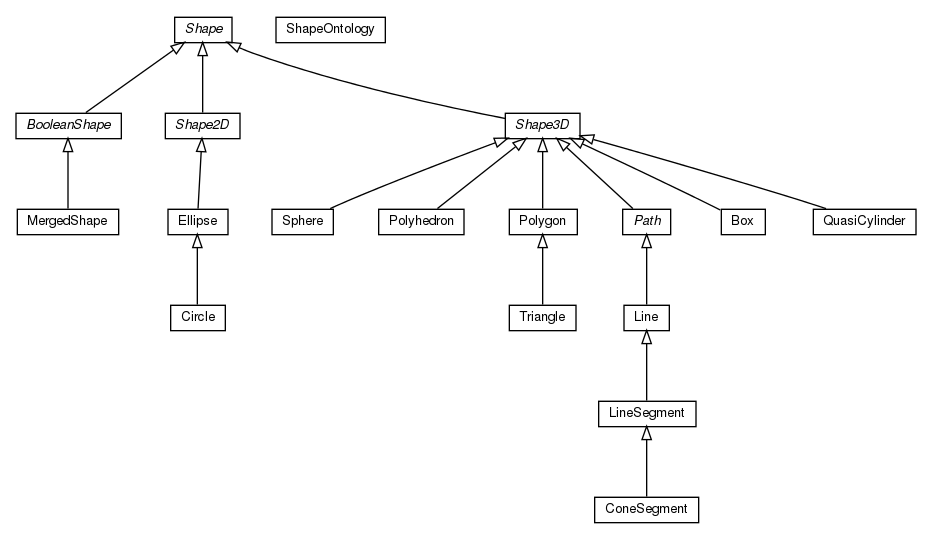 Shape
ShapeOntology
BooleanShape
Shape2D
Shape3D
MergedShape
Ellipse
Sphere
Polyhedron
Polygon
Path
Box
QuasiCylinder
Circle
Triangle
Line
LineSegment
ConeSegment